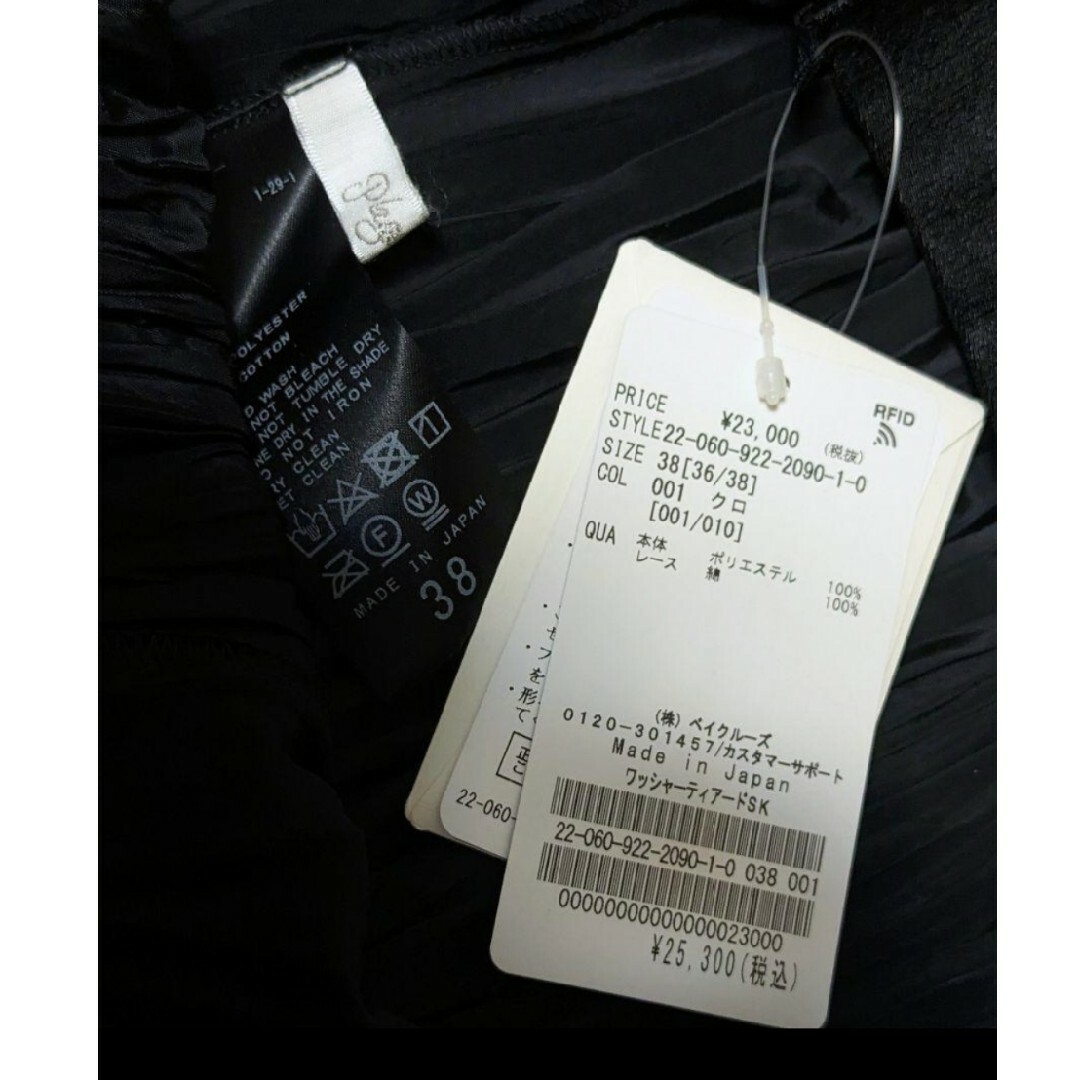 1-29-1
COTTON
WASH
NOT BLEACH
NOT TUMBLE DRY
DRY IN THE SHADE
NOT IRON
CLEAN
CLEAN
F
W
MADE IN JAPAN
38
PRICE ¥23,000 (税抜)
RFID
STYLE22-060-922-2090-1-0
SIZE 38[36/38]
COL 001 クロ
[001/010]
QUA 本体 ポリエステル 100%
レース 綿 100%
(株) ベイクルーズ
0120-301457/カスタマーサポート
Made in Japan
ワッシャーティアードSK
22-060-922-2090-1-0 038 001
0000000000000023000
¥25,300(税込)
・フ
を
・形
22-060-